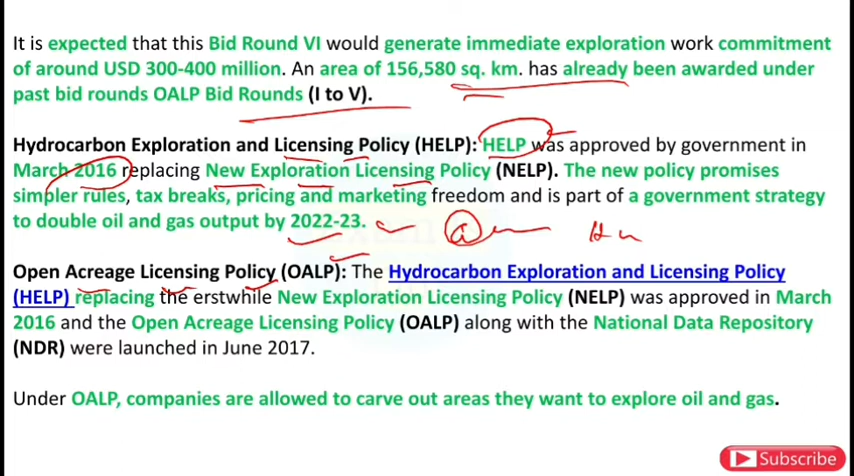 It is expected that this Bid Round VI would generate immediate exploration work commitment
of around USD 300-400 million. An area of 156,580 sq. km. has already been awarded under
past bid rounds OALP Bid Rounds (I to V).
Hydrocarbon Exploration and Licensing Policy (HELP): HELP was approved by government in
March 2016 replacing New Exploration Licensing Policy (NELP). The new policy promises
simpler rules, tax breaks, pricing and marketing freedom and is part of a government strategy
to double oil and gas output by 2022-23.
Open Acreage Licensing Policy (OALP): The Hydrocarbon Exploration and Licensing Policy
(HELP) replacing the erstwhile New Exploration Licensing Policy (NELP) was approved in March
2016 and the Open Acreage Licensing Policy (OALP) along with the National Data Repository
(NDR) were launched in June 2017.
Under OALP, companies are allowed to carve out areas they want to explore oil and gas.
Subscribe